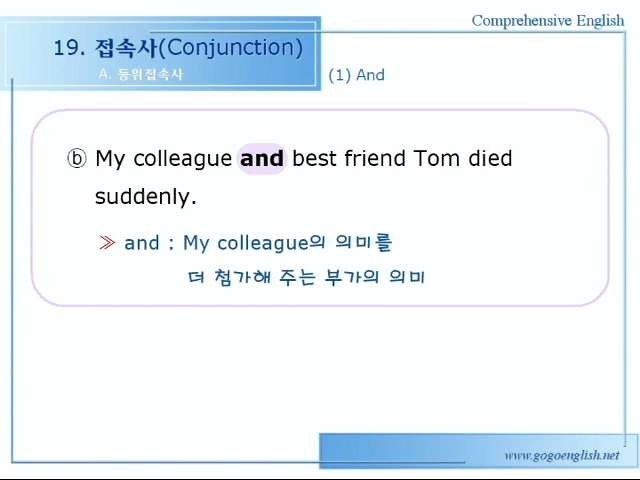 Comprehensive English
19. 접속사(Conjunction)
A. 등위접속사
(1) And
ⓑ My colleague and best friend Tom died
suddenly.
≫ and : My colleague의 의미를
더 첨가해 주는 부가의 의미
www.gogoenglish.net